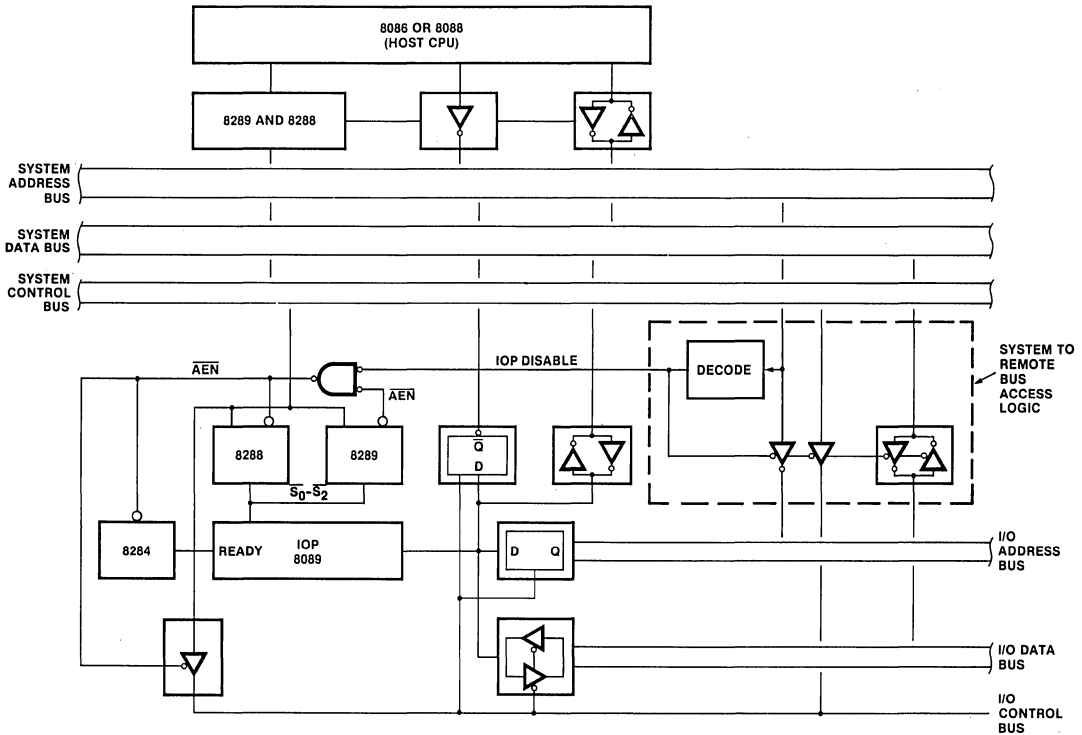 8086 OR 8088
(HOST CPU)
8289 AND 8288
SYSTEM
ADDRESS
BUS
SYSTEM
DATA BUS
SYSTEM
CONTROL
BUS
SYSTEM TO
REMOTE
BUS
ACCESS
LOGIC
AEN
IOP DISABLE
DECODE
AEN
8288
8289
Q
D
S0-S2
8284
READY
IOP
8089
D Q
I/O
ADDRESS
BUS
I/O DATA
BUS
I/O
CONTROL
BUS